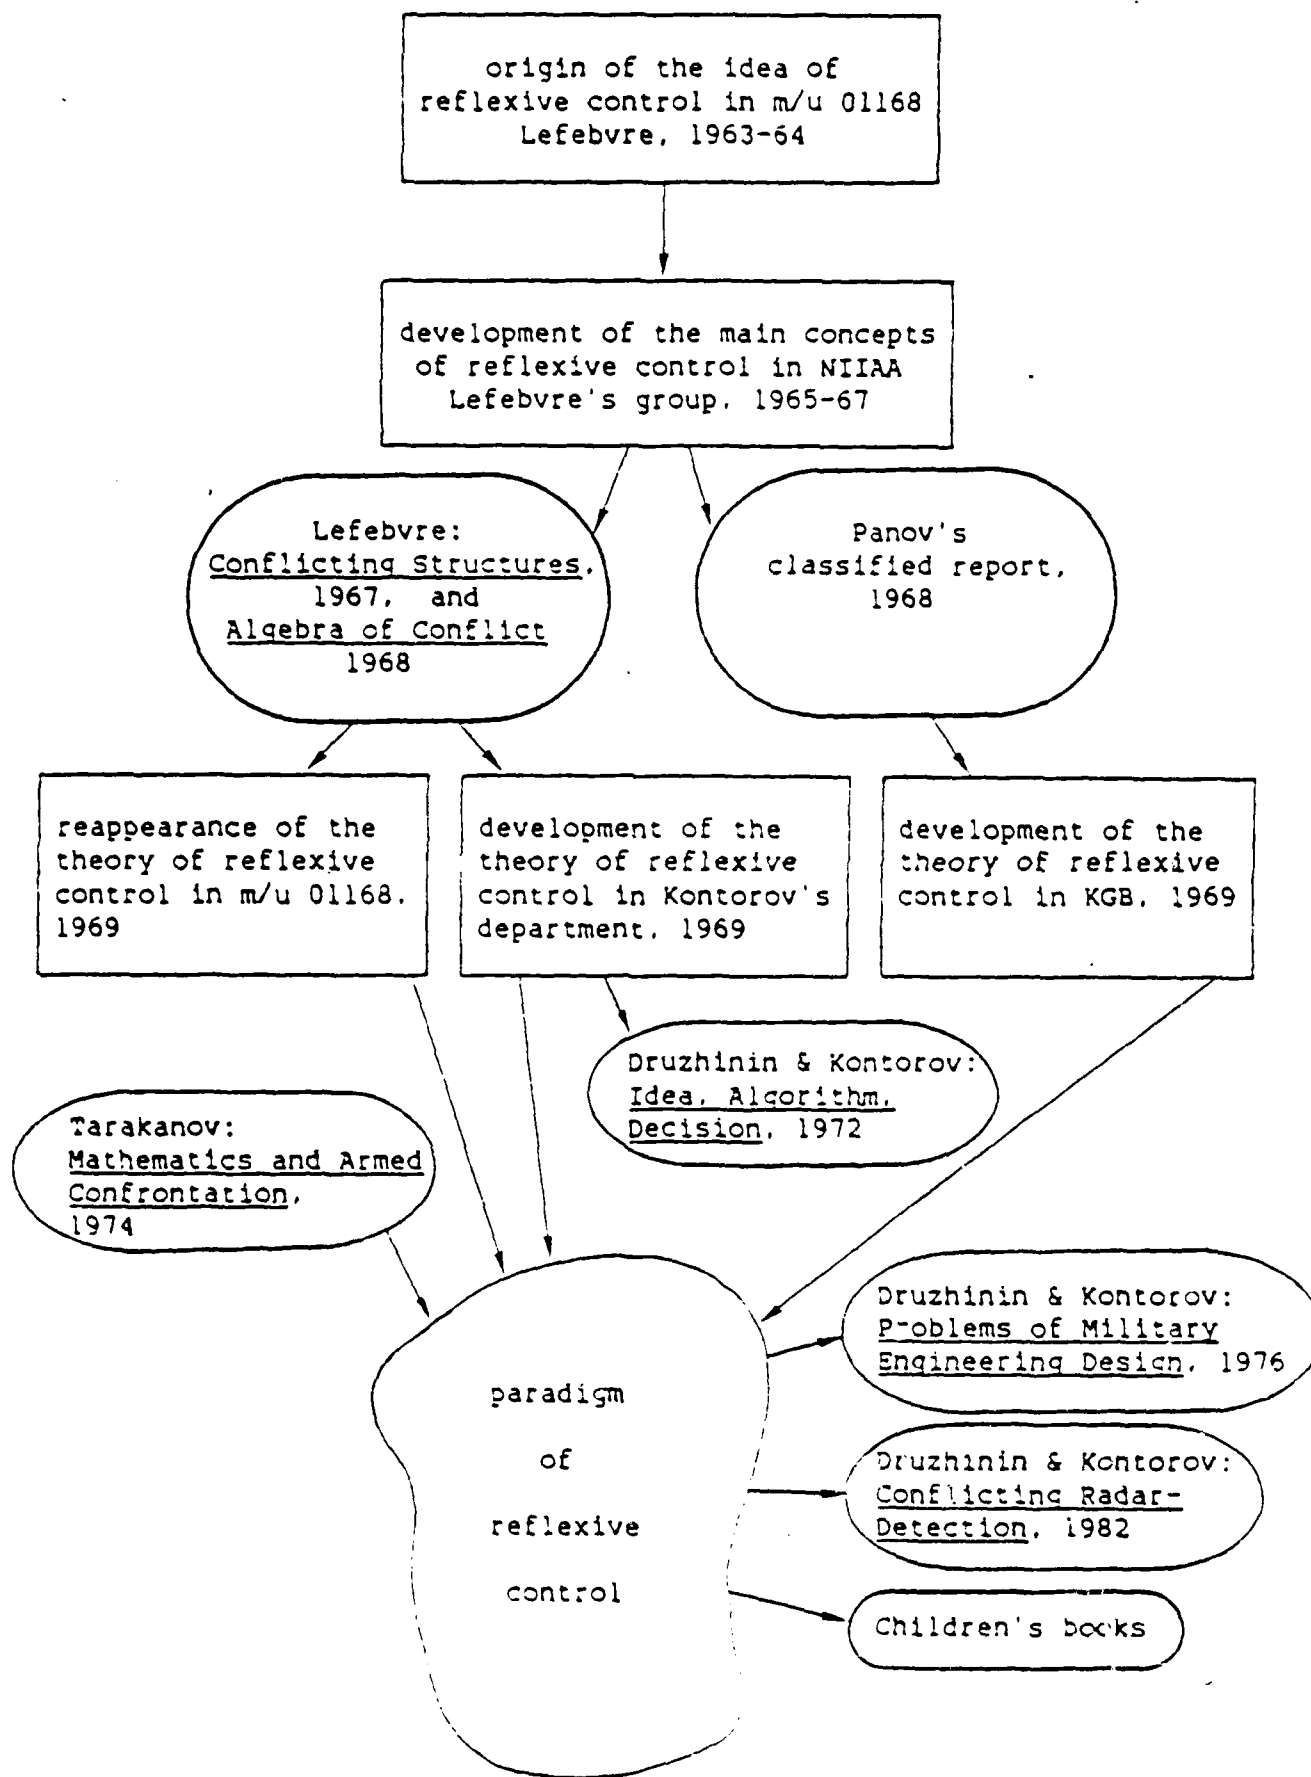 origin of the idea of
reflexive control in m/u 01168
Lefebvre, 1963-64
development of the main concepts
of reflexive control in NIIAA
Lefebvre's group, 1965-67
Lefebvre:
Conflicting Structures,
1967, and
Algebra of Conflict
1968
Panov's
classified report,
1968
reappearance of the
theory of reflexive
control in m/u 01168,
1969
development of the
theory of reflexive
control in Kontorov's
department, 1969
development of the
theory of reflexive
control in KGB, 1969
Druzhinin & Kontorov:
Idea, Algorithm,
Decision, 1972
Tarakanov:
Mathematics and Armed
Confrontation,
1974
Druzhinin & Kontorov:
Problems of Military
Engineering Design, 1976
paradigm
of
reflexive
control
Druzhinin & Kontorov:
Conflicting Radar-
Detection, 1982
Children's books